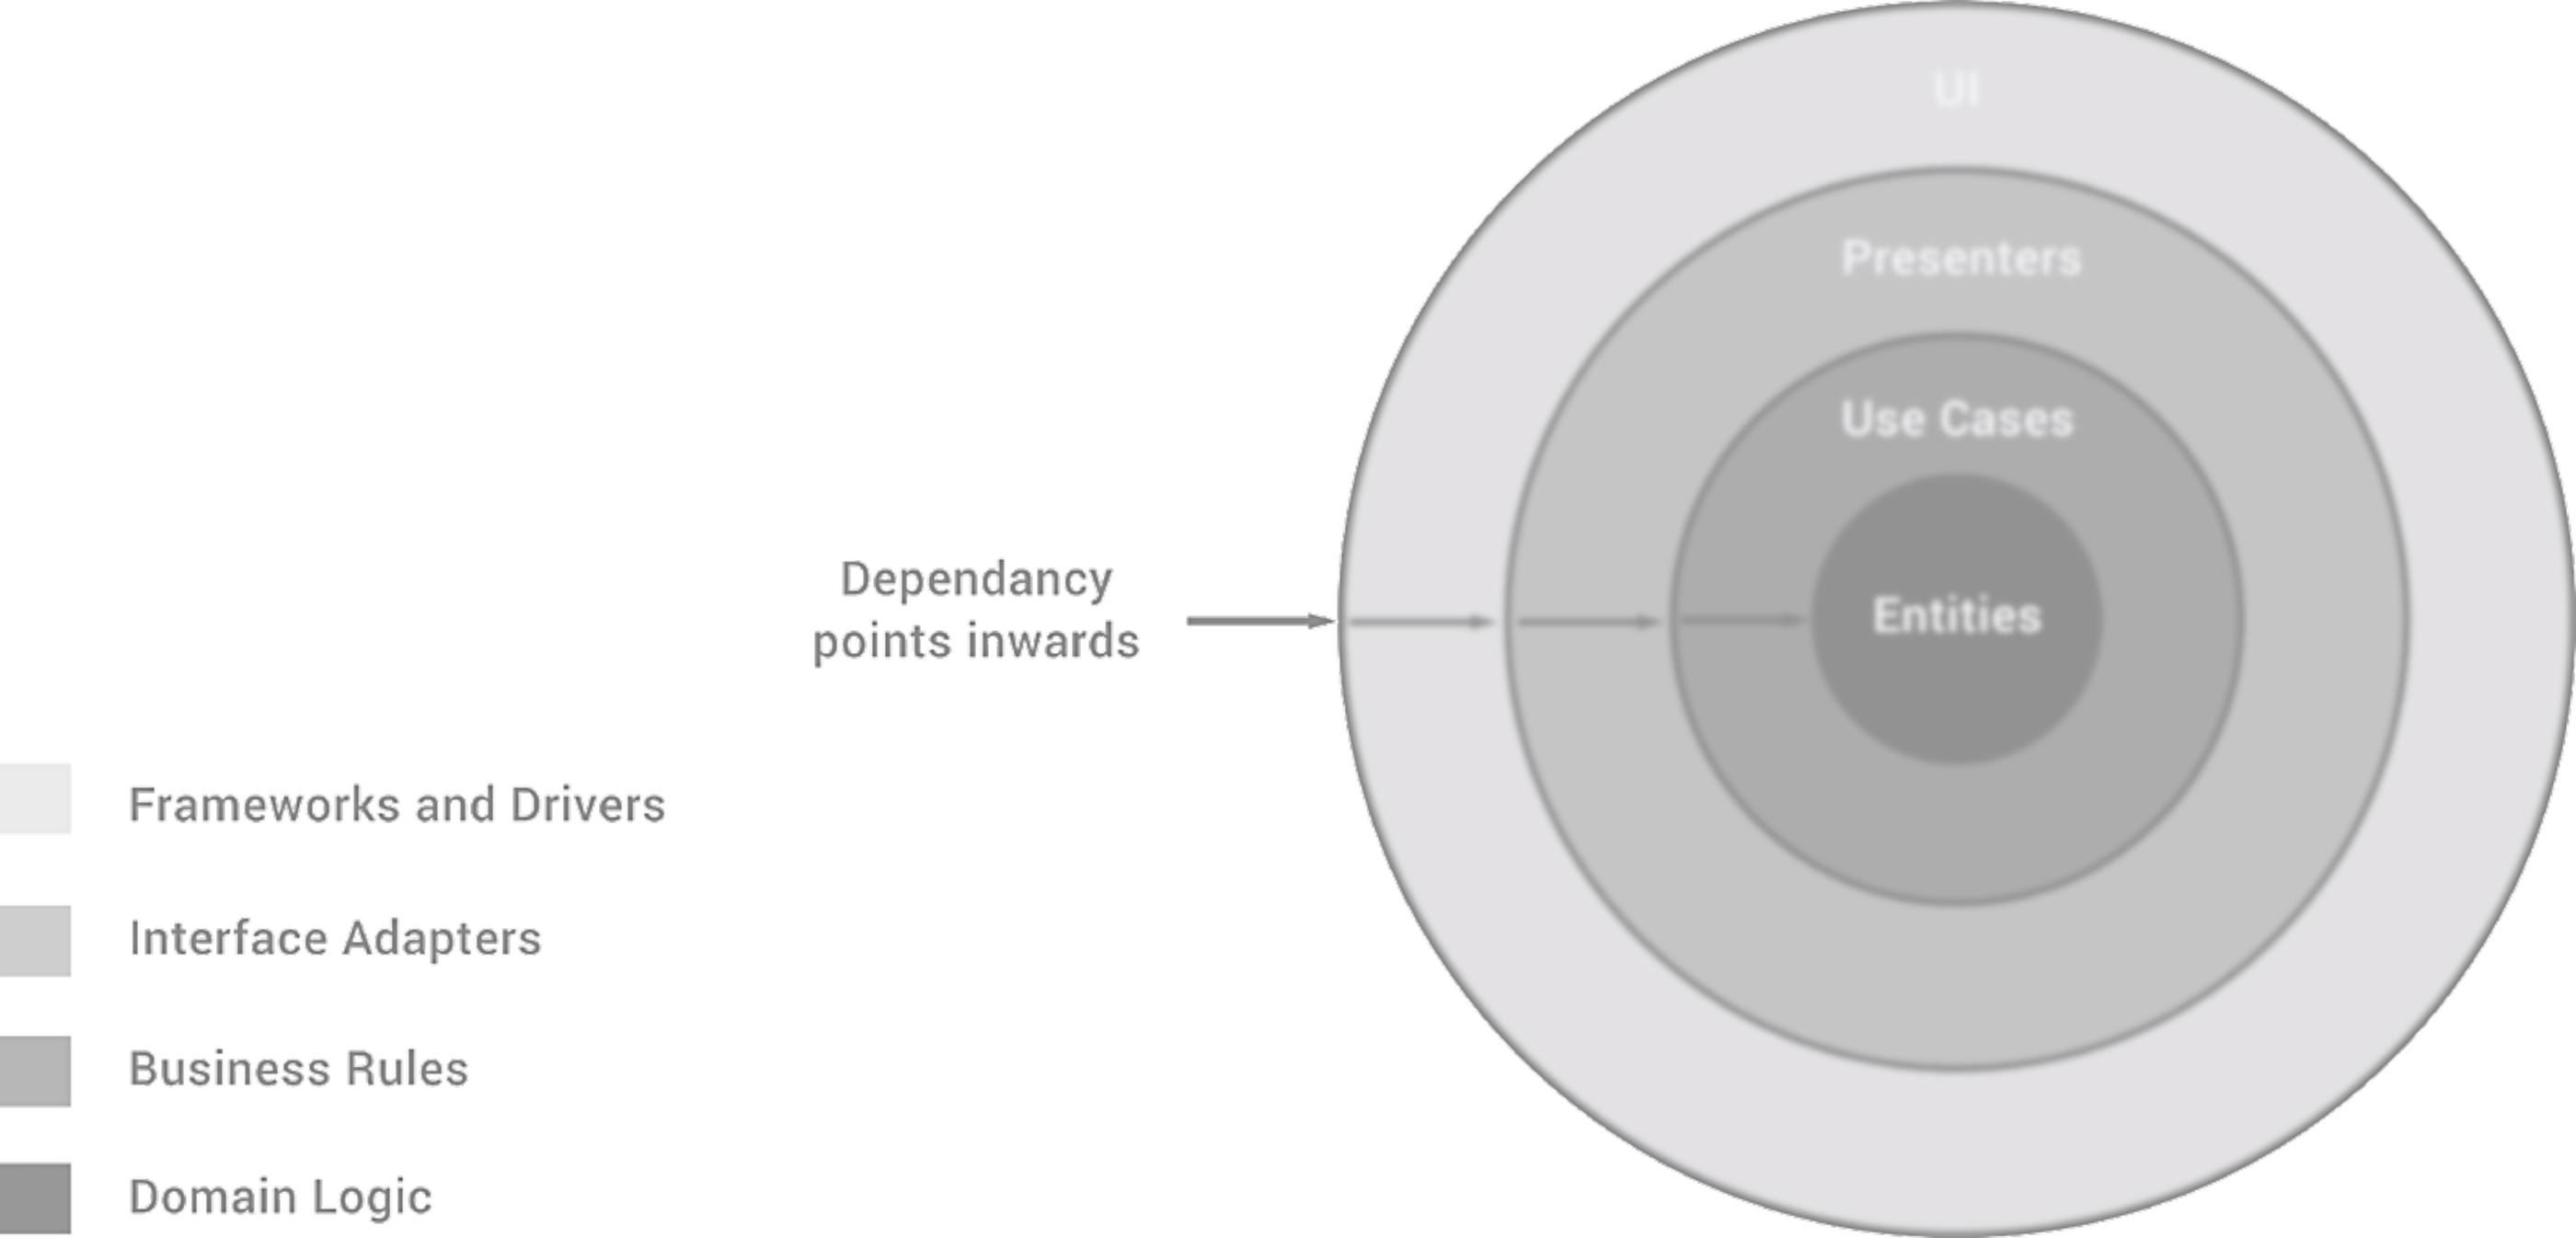 UI
Presenters
Use Cases
Entities
Dependancy
points inwards
Frameworks and Drivers
Interface Adapters
Business Rules
Domain Logic